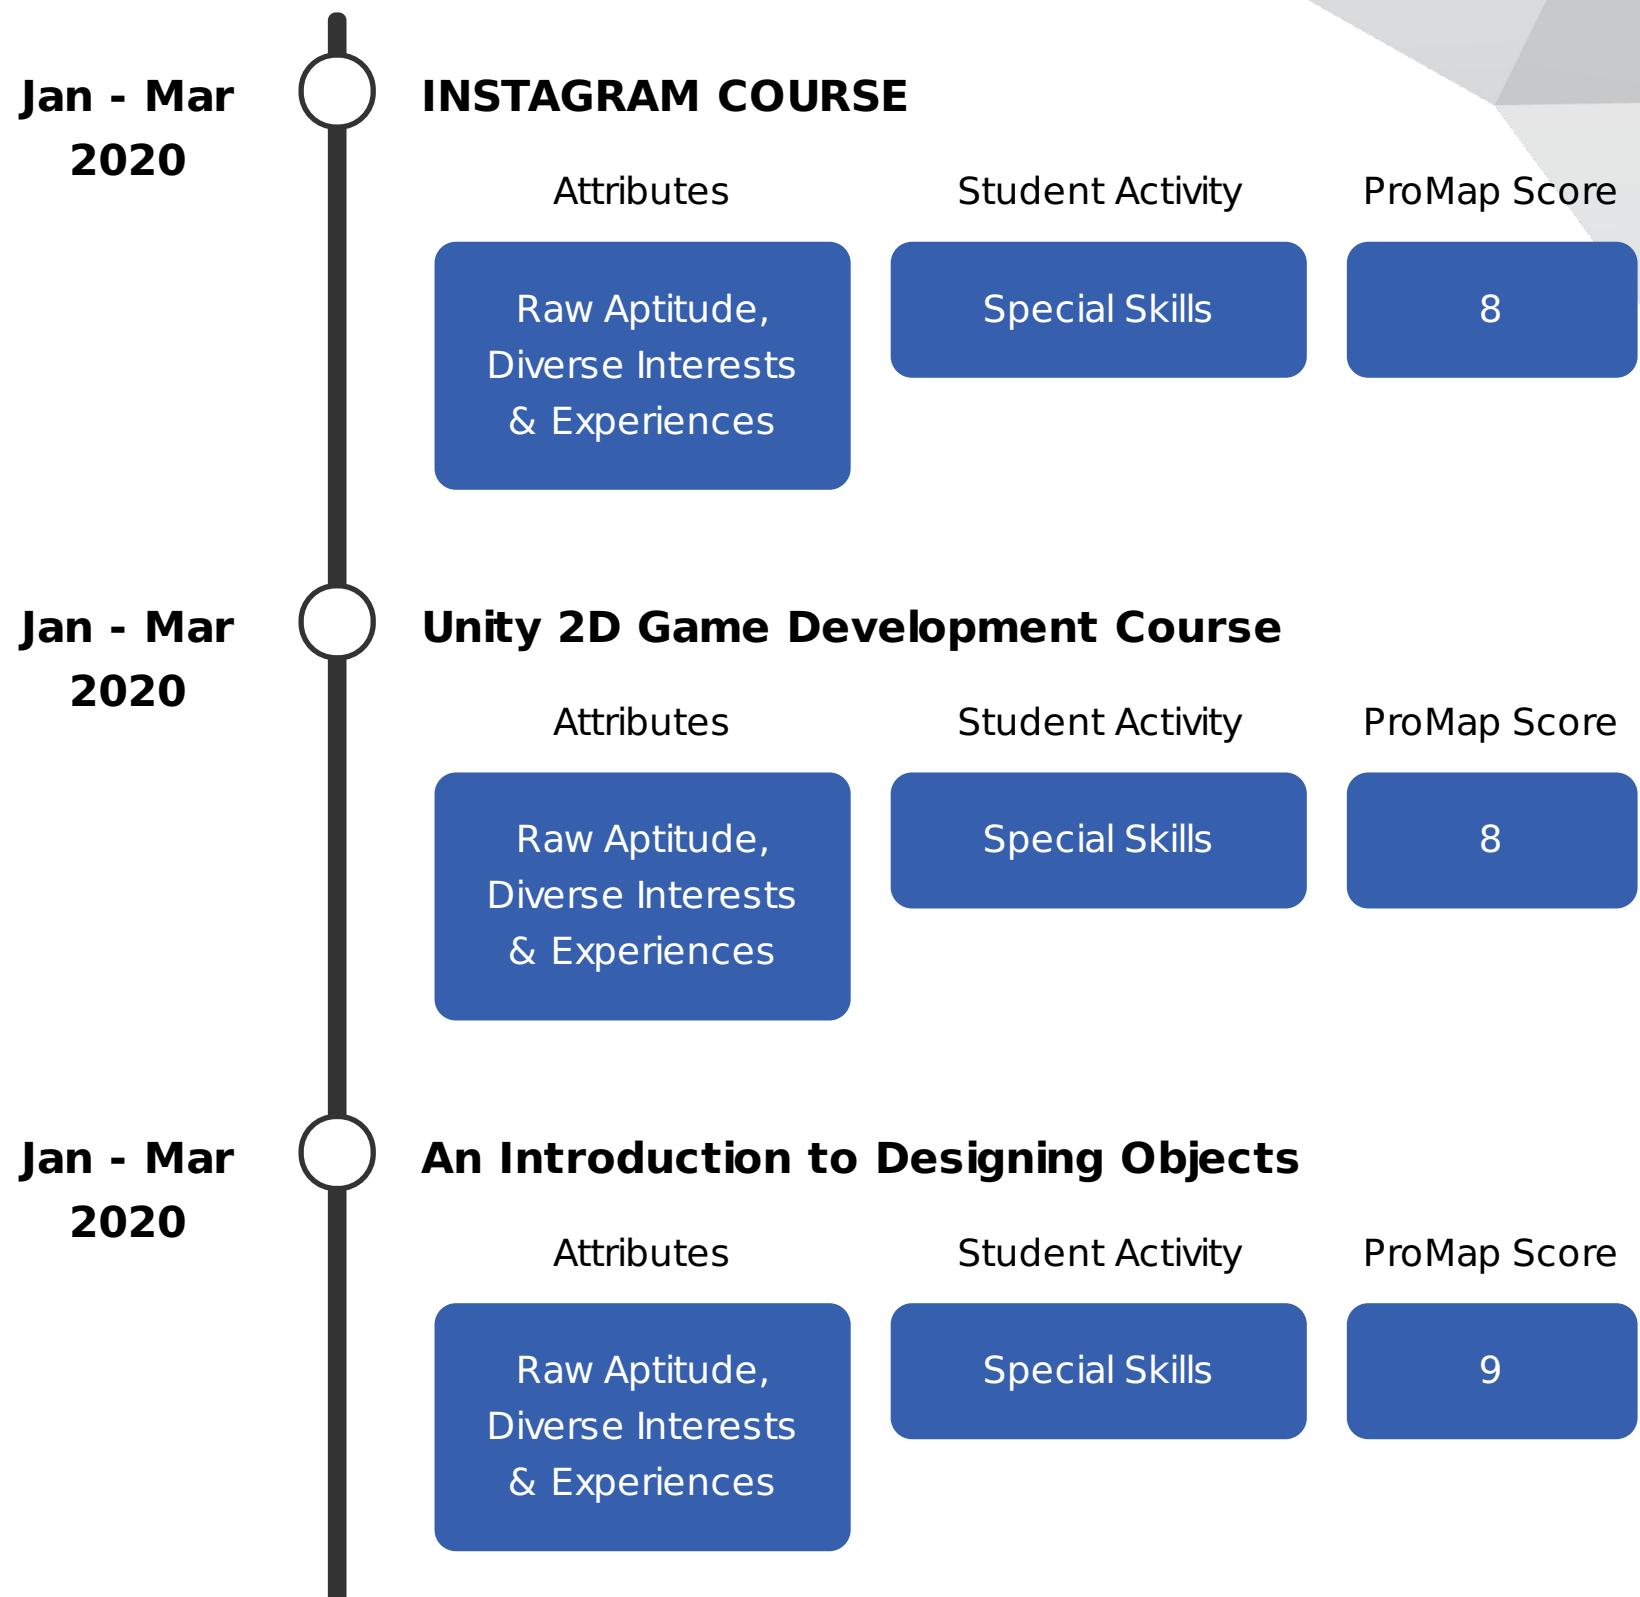 Jan - Mar
2020
INSTAGRAM COURSE
Attributes Student Activity ProMap Score
Raw Aptitude,
Diverse Interests
& Experiences
Special Skills
8
Jan - Mar
2020
Unity 2D Game Development Course
Attributes Student Activity ProMap Score
Raw Aptitude,
Diverse Interests
& Experiences
Special Skills
8
Jan - Mar
2020
An Introduction to Designing Objects
Attributes Student Activity ProMap Score
Raw Aptitude,
Diverse Interests
& Experiences
Special Skills
9